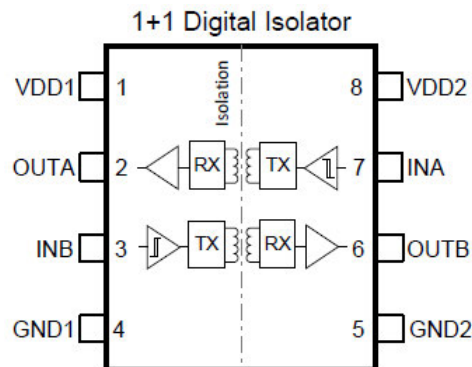 1+1 Digital Isolator
VDD1 1 Isolation 8 VDD2
OUTA 2 RX TX 7 INA
INB 3 TX RX 6 OUTB
GND1 4 5 GND2